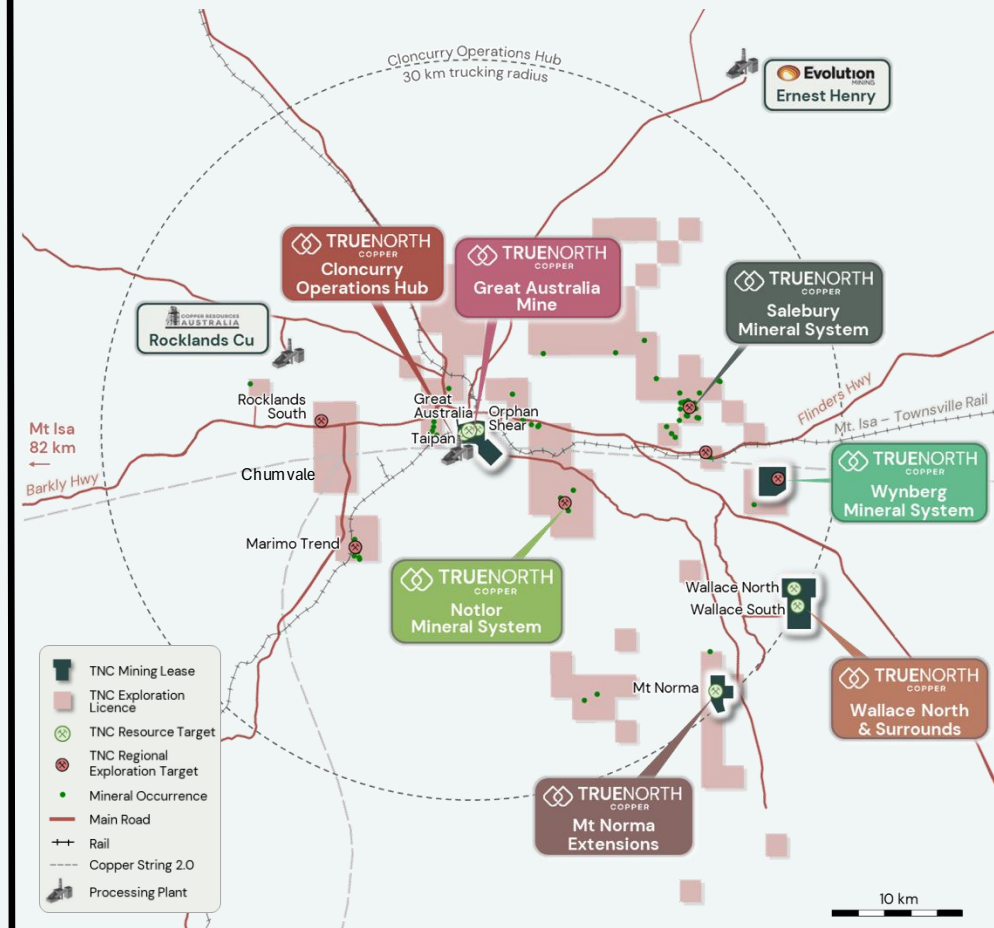 Cloncurry Operations Hub
30 km trucking radius
Evolution
MINING
Ernest Henry
TRUENORTH
COPPER
Cloncurry
Operations Hub
TRUENORTH
COPPER
Great Australia
Mine
TRUENORTH
COPPER
Salebury
Mineral System
COPPER RESOURCES
AUSTRALIA
Rocklands Cu
Rocklands
South
Great
Australia
Orphan
Shear
Taipan
Flinders Hwy
Mt. Isa – Townsville Rail
Mt Isa
82 km
Barkly Hwy
Chumvale
TRUENORTH
COPPER
Wynberg
Mineral System
Marimo Trend
TRUENORTH
COPPER
Notlor
Mineral System
Wallace North
Wallace South
TRUENORTH
COPPER
Wallace North
& Surrounds
Mt Norma
TRUENORTH
COPPER
Mt Norma
Extensions
TNC Mining Lease
TNC Exploration
Licence
TNC Resource Target
TNC Regional
Exploration Target
Mineral Occurrence
Main Road
Rail
Copper String 2.0
Processing Plant
10 km